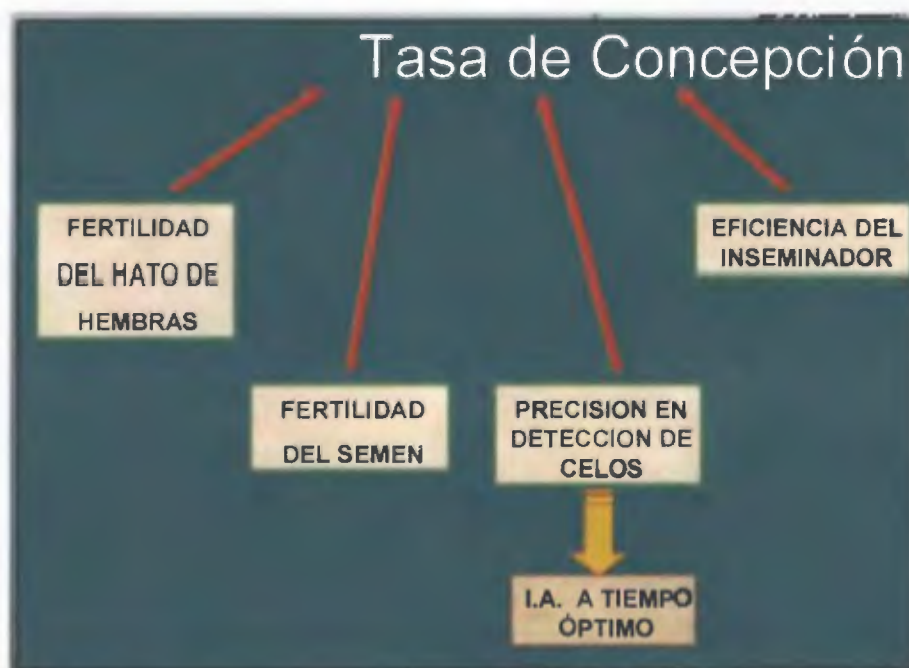 Tasa de Concepción
FERTILIDAD
DEL HATO DE
HEMBRAS
EFICIENCIA DEL
INSEMINADOR
FERTILIDAD
DEL SEMEN
PRECISION EN
DETECCION DE
CELOS
I.A. A TIEMPO
ÓPTIMO